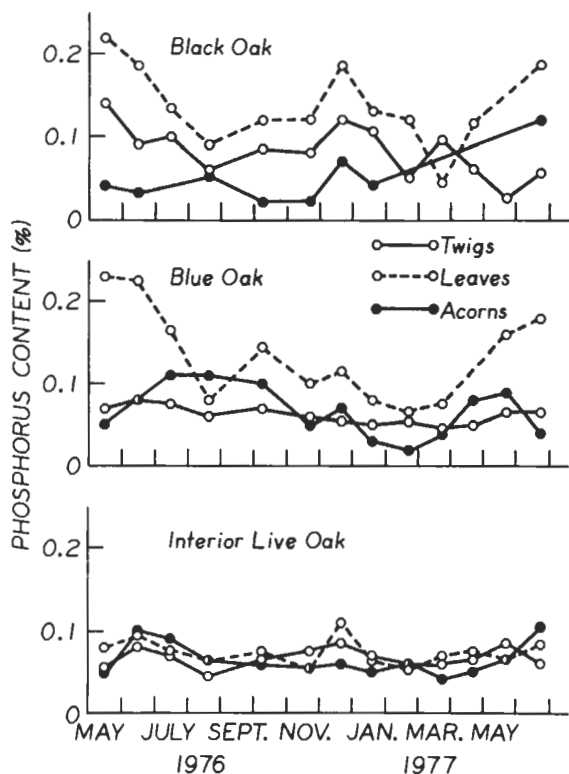 PHOSPHORUS CONTENT (%)
Black Oak
0.2
0.1
0
Twigs
Leaves
Acorns
Blue Oak
0.2
0.1
0
Interior Live Oak
0.2
0.1
0
MAY JULY SEPT. NOV. JAN. MAR. MAY
1976 1977